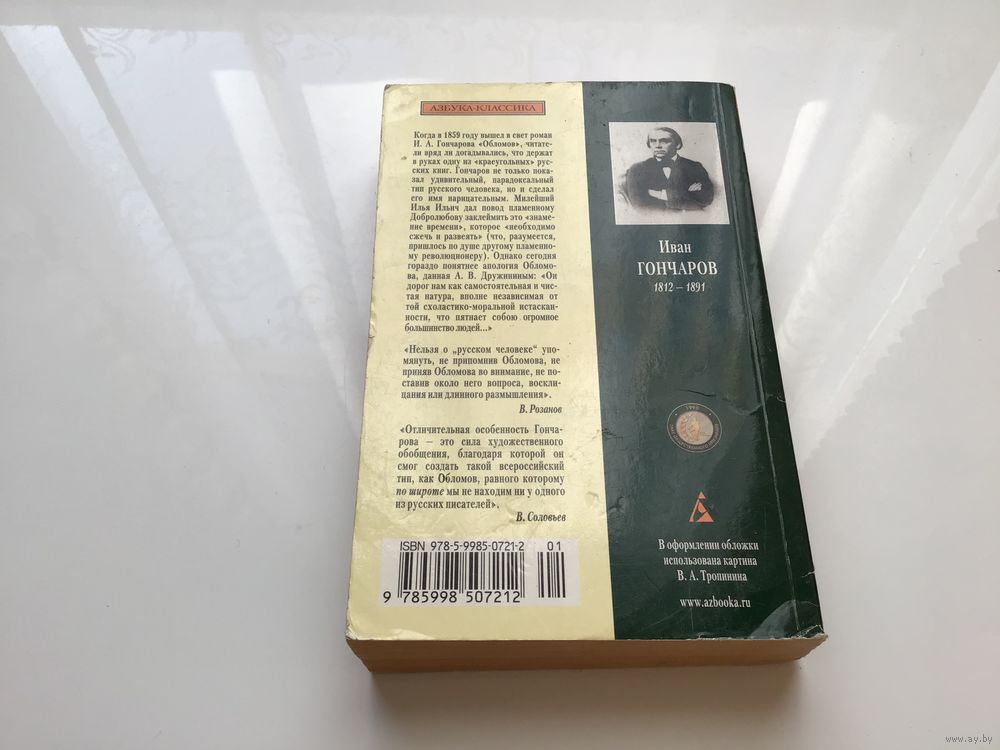 АЗБУКА-КЛАССИКА
Когда в 1859 году вышел в свет роман
И. А. Гончарова «Обломов», читате-
ли вряд ли догадывались, что держат
в руках одну из «краеугольных» рус-
ских книг. Гончаров не только пока-
зал удивительный, парадоксальный
тип русского человека, но и сделал
его имя нарицательным. Милейший
Илья Ильич дал повод пламенному
Добролюбову заклеймить это «знаме-
ние времени», которое «необходимо
сжечь и развеять» (что, разумеется,
пришлось по душе другому пламенно-
му революционеру). Однако сегодня
гораздо понятнее апология Обломо-
ва, данная А. В. Дружининым: «Он
дорог нам как самостоятельная и чис-
тая натура, вполне независимая от
той схоластико-моральной истаскан-
ности, что пятнает собою огромное
большинство людей...»
«Нельзя о „русском человеке“ упо-
мянуть, не припомнив Обломова, не
приняв Обломова во внимание, не по-
ставив около него вопроса, воскли-
цания или длинного размышления».
В. Розанов
«Отличительная особенность Гонча-
рова – это сила художественного
обобщения, благодаря которой он
смог создать такой всероссийский
тип, как Обломов, равного которому
по широте мы не находим ни у одного
из русских писателей».
В. Соловьев
ISBN 978-5-9985-0721-2
01
9 785998 507212
Иван
ГОНЧАРОВ
1812 – 1891
1998
В оформлении обложки
использована картина
В. А. Тропинина
www.azbooka.ru
www.ay.by